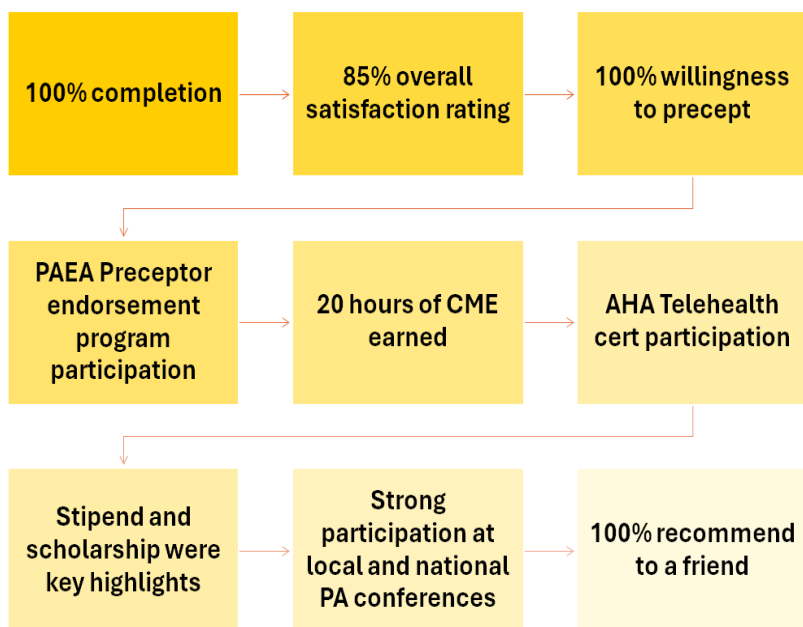 100% completion
85% overall
satisfaction rating
100% willingness
to precept
PAEA Preceptor
endorsement
program
participation
20 hours of CME
earned
AHA Telehealth
cert participation
Stipend and
scholarship were
key highlights
Strong
participation at
local and national
PA conferences
100% recommend
to a friend